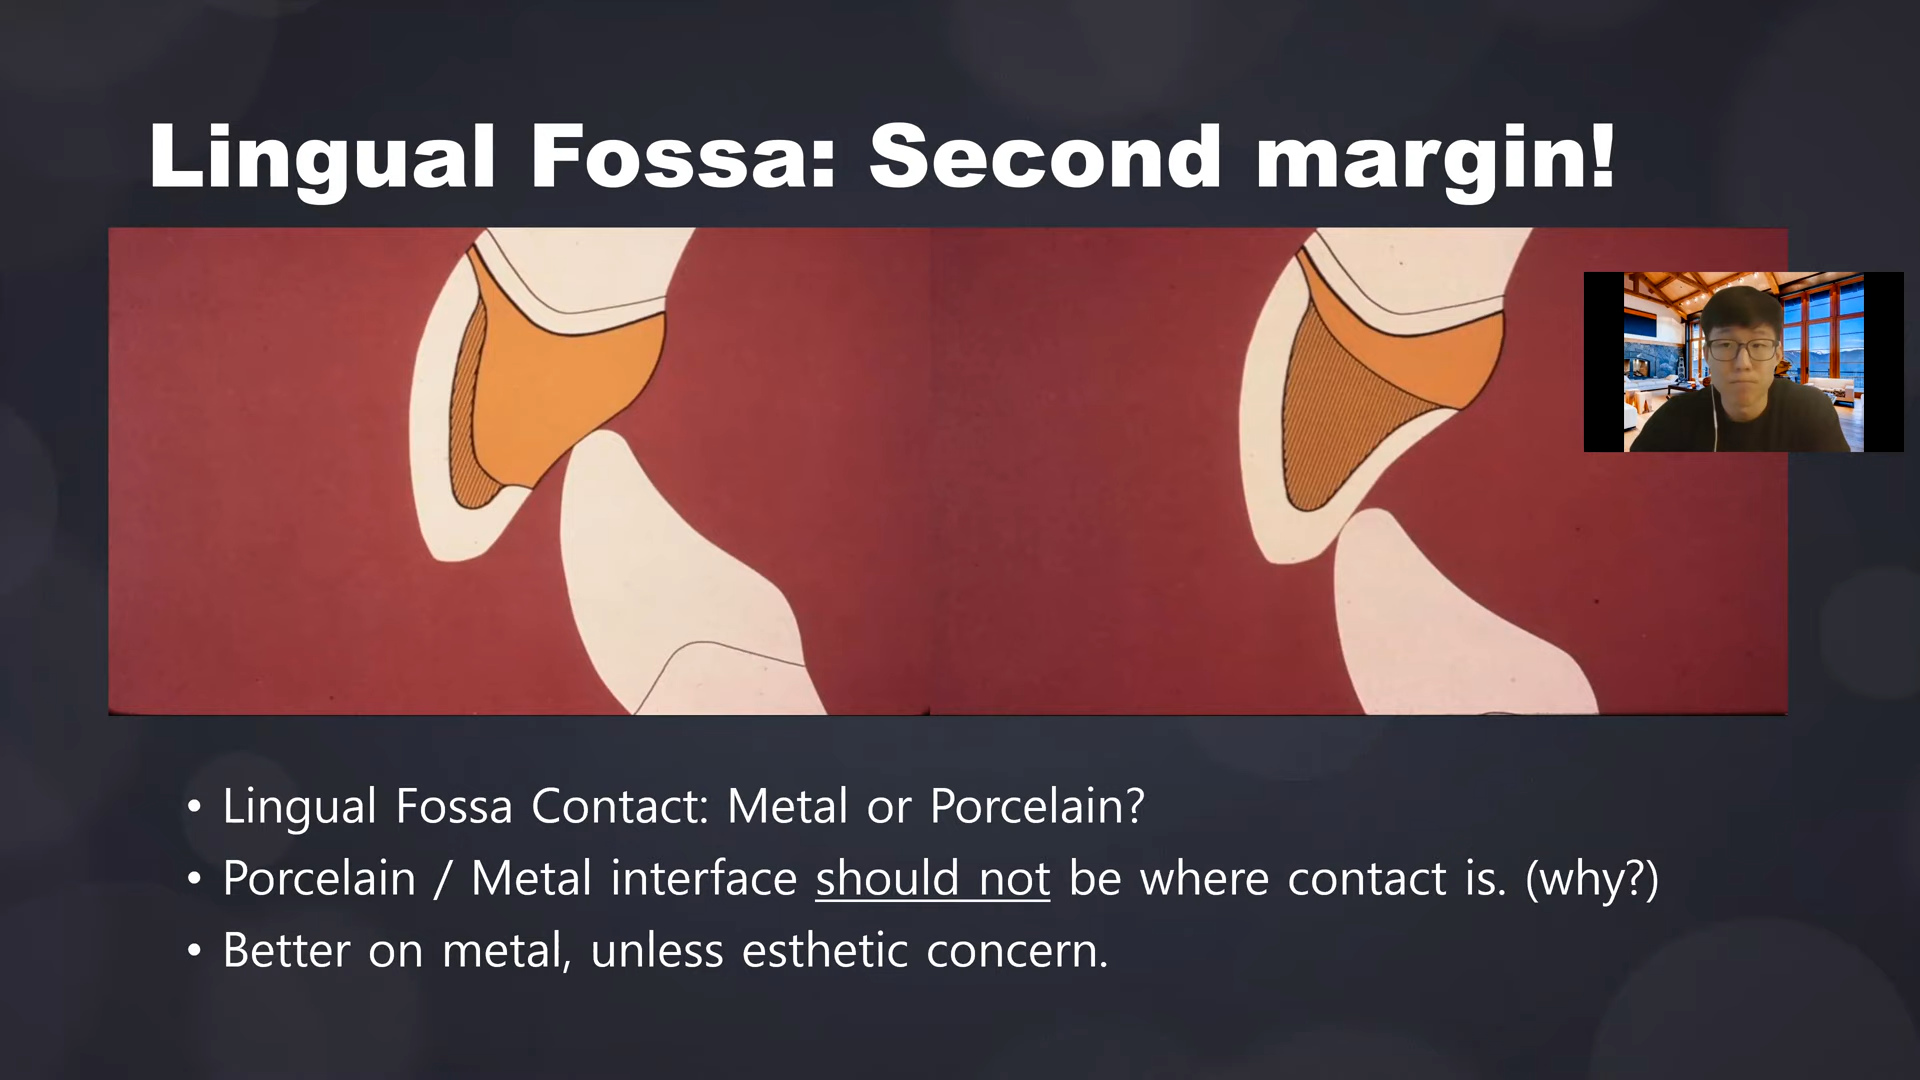 Lingual Fossa: Second margin!
• Lingual Fossa Contact: Metal or Porcelain?
• Porcelain / Metal interface should not be where contact is. (why?)
• Better on metal, unless esthetic concern.